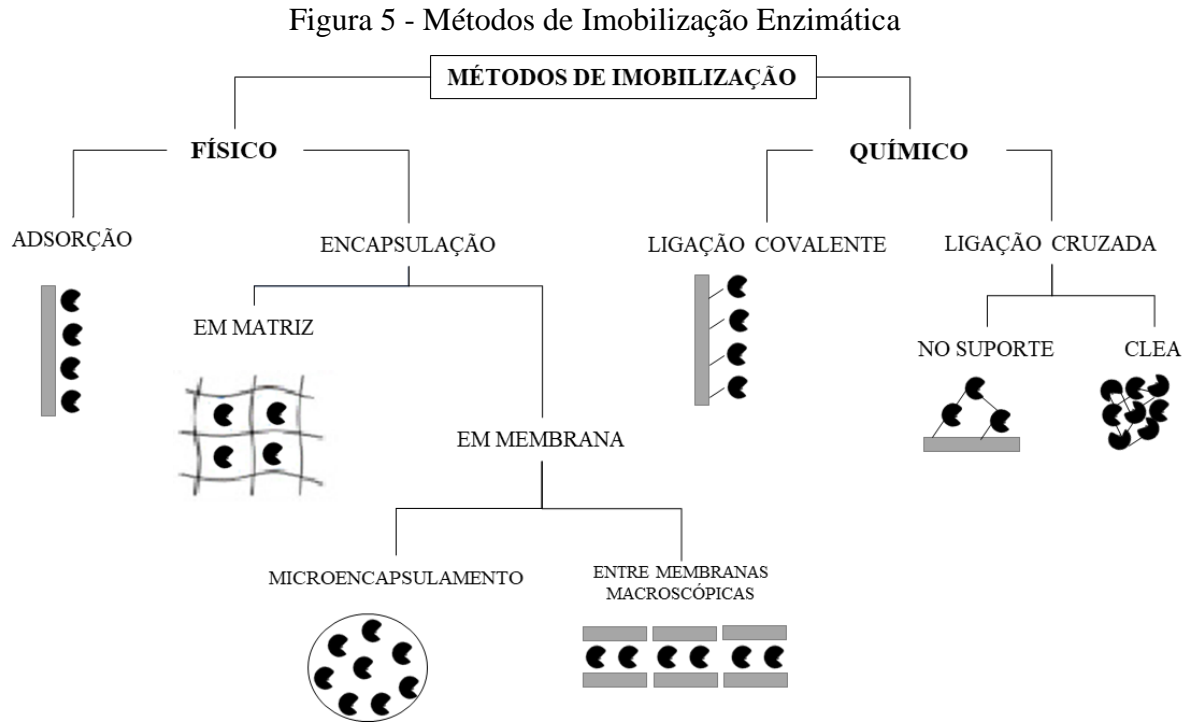 Figura 5 - Métodos de Imobilização Enzimática
MÉTODOS DE IMOBILIZAÇÃO
FÍSICO
QUÍMICO
ADSORÇÃO
ENCAPSULAÇÃO
LIGAÇÃO COVALENTE
LIGAÇÃO CRUZADA
EM MATRIZ
NO SUPORTE
CLEA
EM MEMBRANA
MICROENCAPSULAMENTO
ENTRE MEMBRANAS
MACROSCÓPICAS